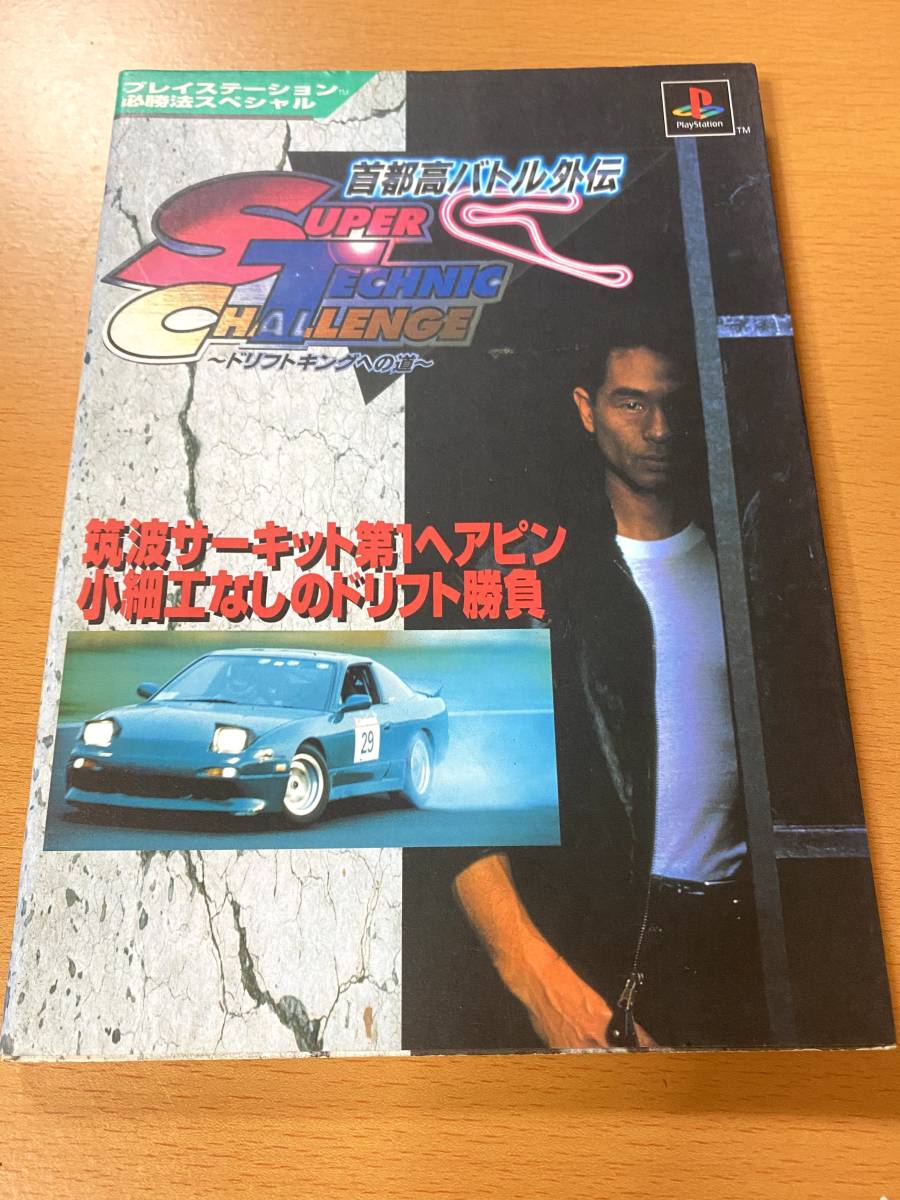 プレイステーション™
必勝法スペシャル
PlayStation™
首都高バトル外伝
SUPER
TECHNIC
CHALLENGE
～ドリフトキングへの道～
筑波サーキット第1ヘアピン
小細工なしのドリフト勝負
29